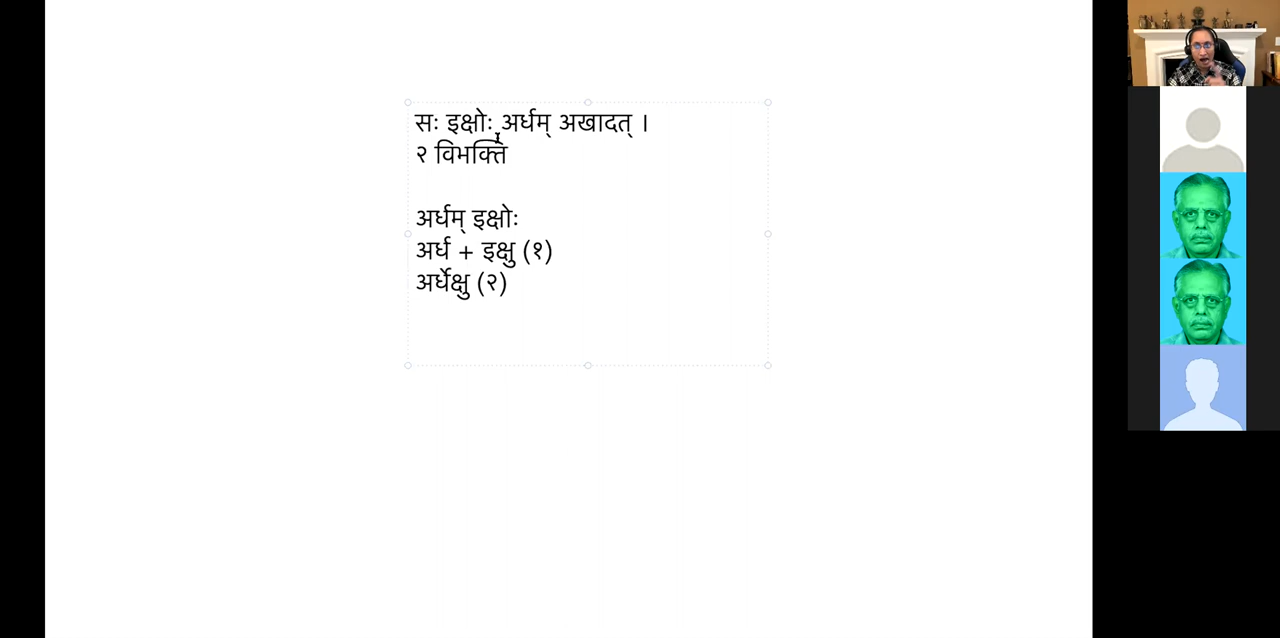 सः इक्षोः अर्धम् अखादत् ।
२ विभक्ति
अर्धम् इक्षोः
अर्ध + इक्षु (१)
अर्धेक्षु (२)